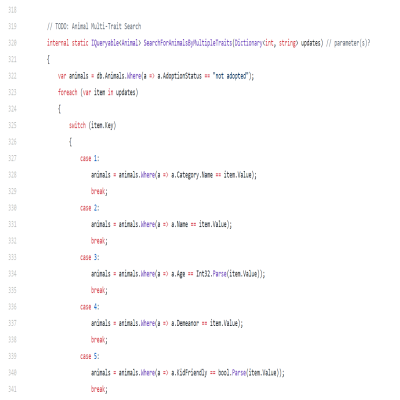 318
319 // TODO: Animal Multi-Trait Search
320 internal static IQueryable<Animal> SearchForAnimalsByMultipleTraits(Dictionary<int, string> updates) // parameter(s)?
321 {
322 var animals = db.Animals.Where(a => a.AdoptionStatus == "not adopted");
323 foreach (var item in updates)
324 {
325 switch (item.Key)
326 {
327 case 1:
328 animals = animals.Where(a => a.Category.Name == item.Value);
329 break;
330 case 2:
331 animals = animals.Where(a => a.Name == item.Value);
332 break;
333 case 3:
334 animals = animals.Where(a => a.Age == Int32.Parse(item.Value));
335 break;
336 case 4:
337 animals = animals.Where(a => a.Demeanor == item.Value);
338 break;
339 case 5:
340 animals = animals.Where(a => a.KidFriendly == bool.Parse(item.Value));
341 break;